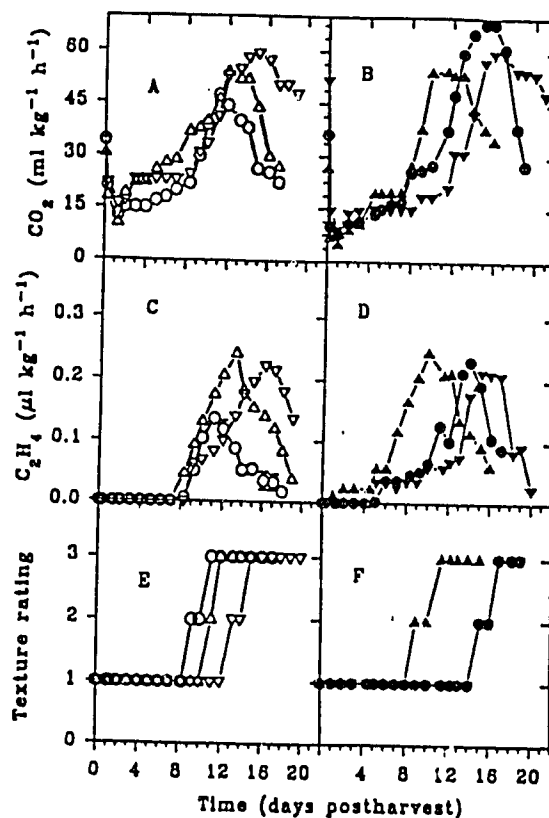 60
45
30
15
0
CO2 (ml kg−1 h−1)
A
B
0.3
0.2
0.1
0.0
C2H4 (μl kg−1 h−1)
C
D
3
2
1
0
Texture rating
E
F
0 4 8 12 16 20 0 4 8 12 16 20
Time (days postharvest)